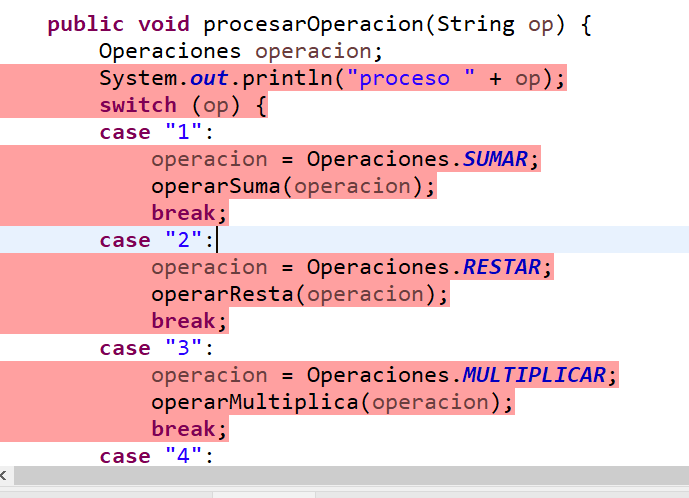 public void procesarOperacion(String op) {
Operaciones operacion;
System.out.println("proceso " + op);
switch (op) {
case "1":
operacion = Operaciones.SUMAR;
operarSuma(operacion);
break;
case "2":
operacion = Operaciones.RESTAR;
operarResta(operacion);
break;
case "3":
operacion = Operaciones.MULTIPLICAR;
operarMultiplica(operacion);
break;
case "4":